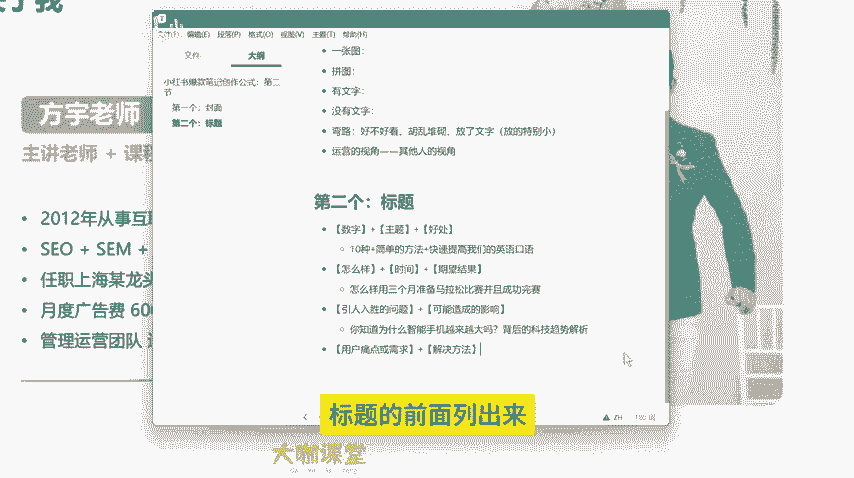 关于我
文件(F) 编辑(E) 段落(P) 格式(O) 视图(V) 主题(T) 帮助(H)
文件 大纲
小红书爆款笔记创作公式：第二
节
第一个：封面
第二个：标题
一张图：
拼图：
有文字：
没有文字：
弯路：好不好看，胡乱堆砌，放了文字（放的特别小）
运营的视角——其他人的视角
第二个：标题
【数字】+【主题】+【好处】
10种+简单的方法+快速提高我们的英语口语
【怎么样】+【时间】+【期望结果】
怎么样用三个月准备马拉松比赛并且成功完赛
【引人入胜的问题】+【可能造成的影响】
你知道为什么智能手机越来越大吗？背后的科技趋势解析
【用户痛点或需求】+【解决方法】
ZH
方宇老师
主讲老师 + 课程
2012年从事互联
SEO + SEM +
任职上海某龙头
月度广告费 600
管理运营团队
标题的前面列出来
大咖课堂